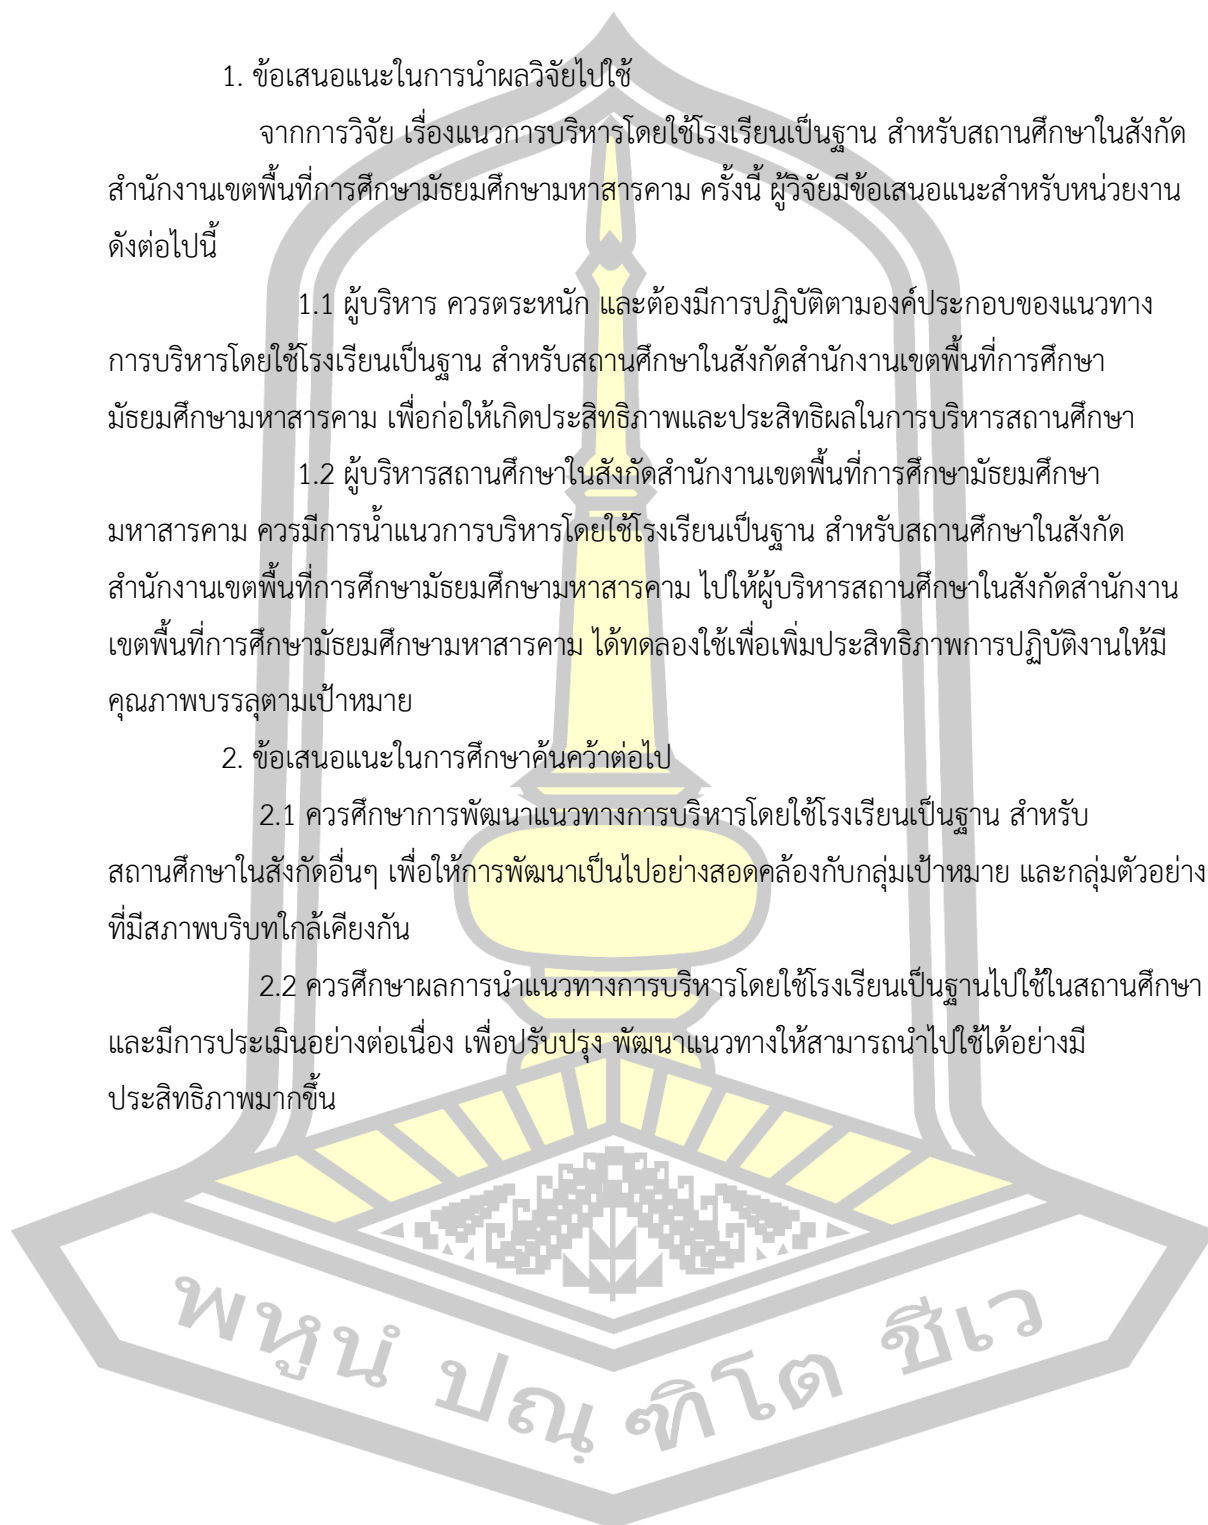 1. ข้อเสนอแนะในการนำผลวิจัยไปใช้
จากการวิจัย เรื่องแนวการบริหารโดยใช้โรงเรียนเป็นฐาน สำหรับสถานศึกษาในสังกัด
สำนักงานเขตพื้นที่การศึกษามัธยมศึกษามหาสารคาม ครั้งนี้ ผู้วิจัยมีข้อเสนอแนะสำหรับหน่วยงาน
ดังต่อไปนี้
1.1 ผู้บริหาร ควรตระหนัก และต้องมีการปฏิบัติตามองค์ประกอบของแนวทาง
การบริหารโดยใช้โรงเรียนเป็นฐาน สำหรับสถานศึกษาในสังกัดสำนักงานเขตพื้นที่การศึกษา
มัธยมศึกษามหาสารคาม เพื่อก่อให้เกิดประสิทธิภาพและประสิทธิผลในการบริหารสถานศึกษา
1.2 ผู้บริหารสถานศึกษาในสังกัดสำนักงานเขตพื้นที่การศึกษามัธยมศึกษา
มหาสารคาม ควรมีการน้ำแนวการบริหารโดยใช้โรงเรียนเป็นฐาน สำหรับสถานศึกษาในสังกัด
สำนักงานเขตพื้นที่การศึกษามัธยมศึกษามหาสารคาม ไปให้ผู้บริหารสถานศึกษาในสังกัดสำนักงาน
เขตพื้นที่การศึกษามัธยมศึกษามหาสารคาม ได้ทดลองใช้เพื่อเพิ่มประสิทธิภาพการปฏิบัติงานให้มี
คุณภาพบรรลุตามเป้าหมาย
2. ข้อเสนอแนะในการศึกษาค้นคว้าต่อไป
2.1 ควรศึกษาการพัฒนาแนวทางการบริหารโดยใช้โรงเรียนเป็นฐาน สำหรับ
สถานศึกษาในสังกัดอื่นๆ เพื่อให้การพัฒนาเป็นไปอย่างสอดคล้องกับกลุ่มเป้าหมาย และกลุ่มตัวอย่าง
ที่มีสภาพบริบทใกล้เคียงกัน
2.2 ควรศึกษาผลการนำแนวทางการบริหารโดยใช้โรงเรียนเป็นฐานไปใช้ในสถานศึกษา
และมีการประเมินอย่างต่อเนื่อง เพื่อปรับปรุง พัฒนาแนวทางให้สามารถนำไปใช้ได้อย่างมี
ประสิทธิภาพมากขึ้น
พหูนํ ปณฺฑิโต ชีเว